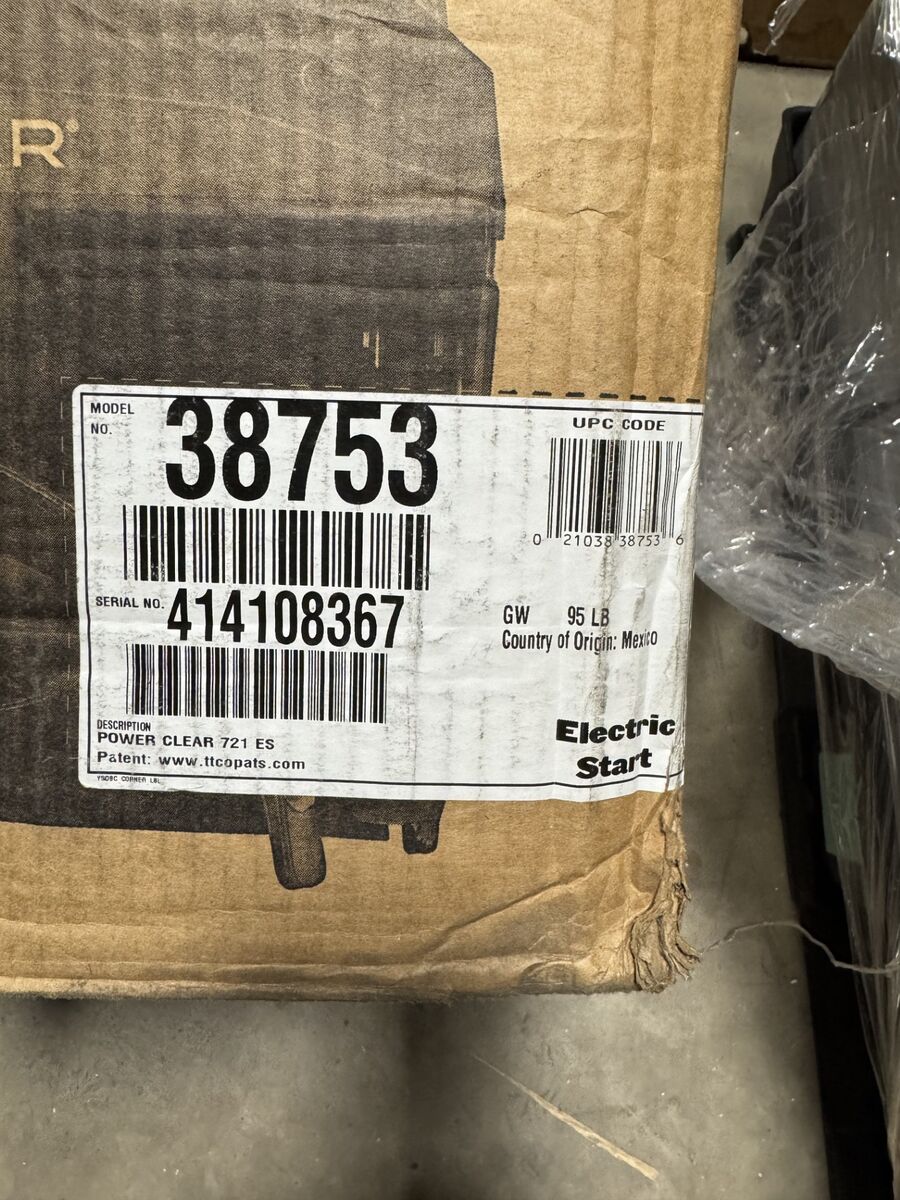 R®
MODEL
NO. 38753
UPC CODE
0 21038 38753 6
SERIAL NO. 414108367
GW 95 LB
Country of Origin: Mexico
DESCRIPTION
POWER CLEAR 721 ES
Patent: www.ttcopats.com
Electric
Start